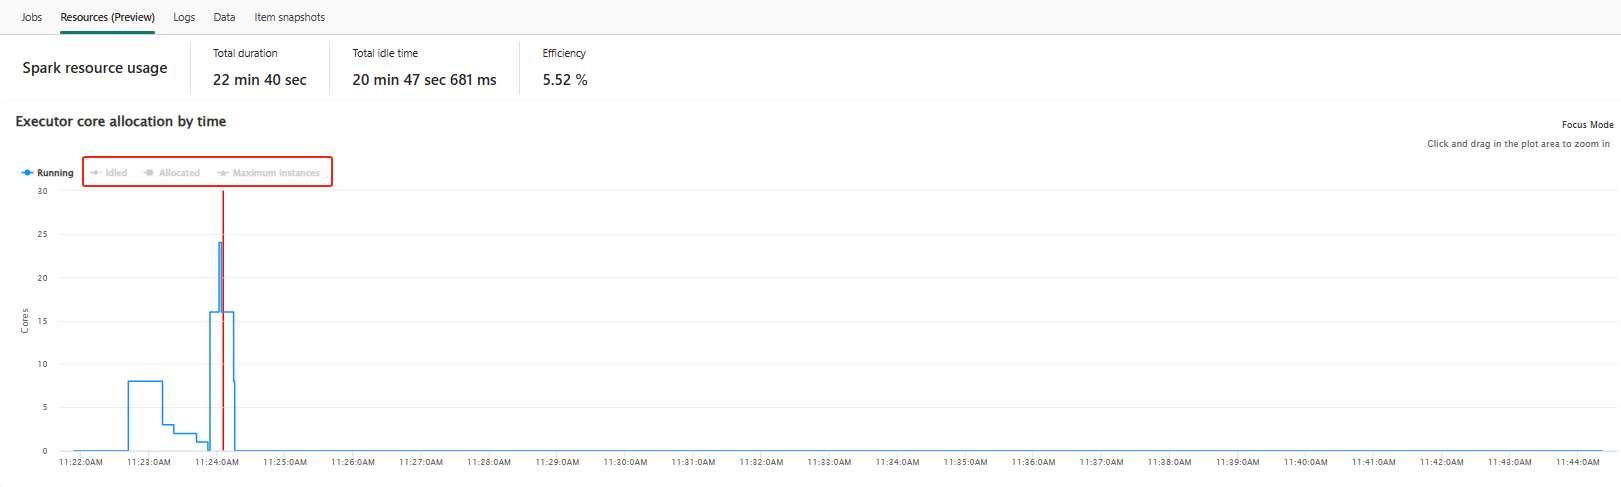 Jobs Resources (Preview) Logs Data Item snapshots
Spark resource usage
Total duration
22 min 40 sec
Total idle time
20 min 47 sec 681 ms
Efficiency
5.52 %
Executor core allocation by time
Focus Mode
Click and drag in the plot area to zoom in
Running Idled Allocated Maximum instances
30
25
20
15
10
5
0
Cores
11:22:0AM 11:23:0AM 11:24:0AM 11:25:0AM 11:26:0AM 11:27:0AM 11:28:0AM 11:29:0AM 11:30:0AM 11:31:0AM 11:32:0AM 11:33:0AM 11:34:0AM 11:35:0AM 11:36:0AM 11:37:0AM 11:38:0AM 11:39:0AM 11:40:0AM 11:41:0AM 11:42:0AM 11:43:0AM 11:44:0AM